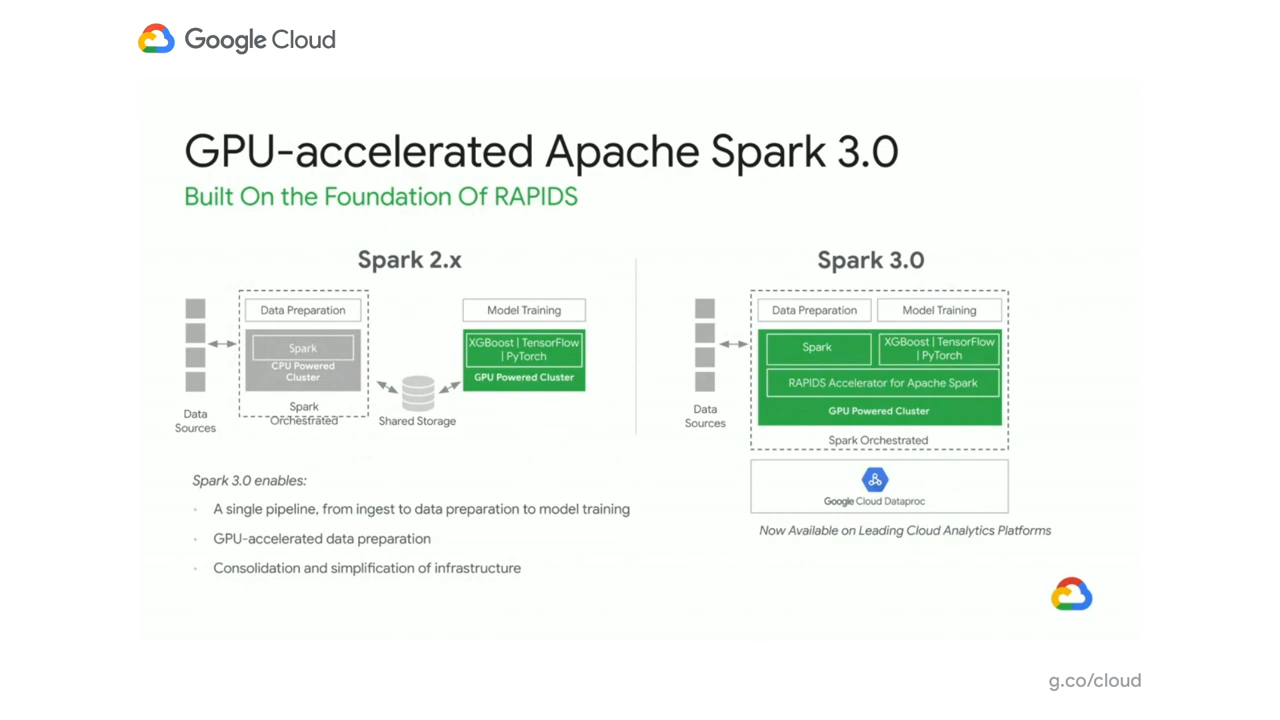 Google Cloud
GPU-accelerated Apache Spark 3.0
Built On the Foundation Of RAPIDS
Spark 2.x
Data Preparation
Spark
CPU Powered
Cluster
Spark
Orchestrated
Data
Sources
Shared Storage
Model Training
XGBoost | TensorFlow
| PyTorch
GPU Powered Cluster
Spark 3.0
Data Preparation
Model Training
Spark
XGBoost | TensorFlow
| PyTorch
RAPIDS Accelerator for Apache Spark
GPU Powered Cluster
Spark Orchestrated
Data
Sources
Google Cloud Dataproc
Now Available on Leading Cloud Analytics Platforms
Spark 3.0 enables:
· A single pipeline, from ingest to data preparation to model training
· GPU-accelerated data preparation
· Consolidation and simplification of infrastructure
g.co/cloud